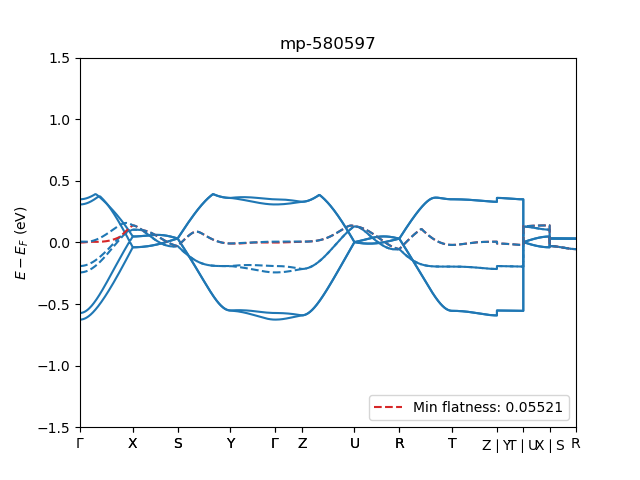 mp-580597
1.5
1.0
0.5
0.0
−0.5
−1.0
−1.5
E − E_F (eV)
Min flatness: 0.05521
Γ X S Y Γ Z U R T Z | Y T | U X | S R